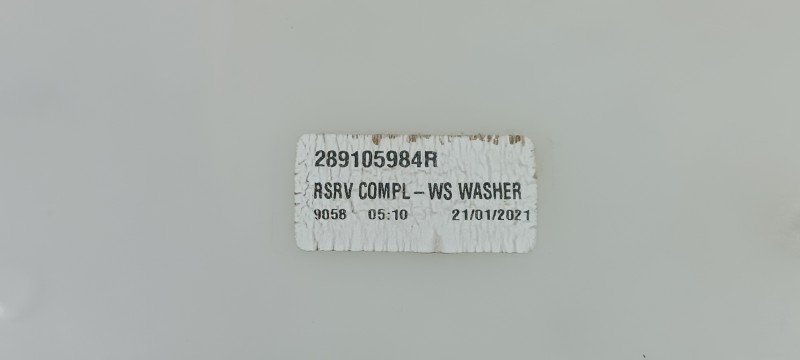 289105984R
RSRV COMPL-WS WASHER
9058 05:10 21/01/2021